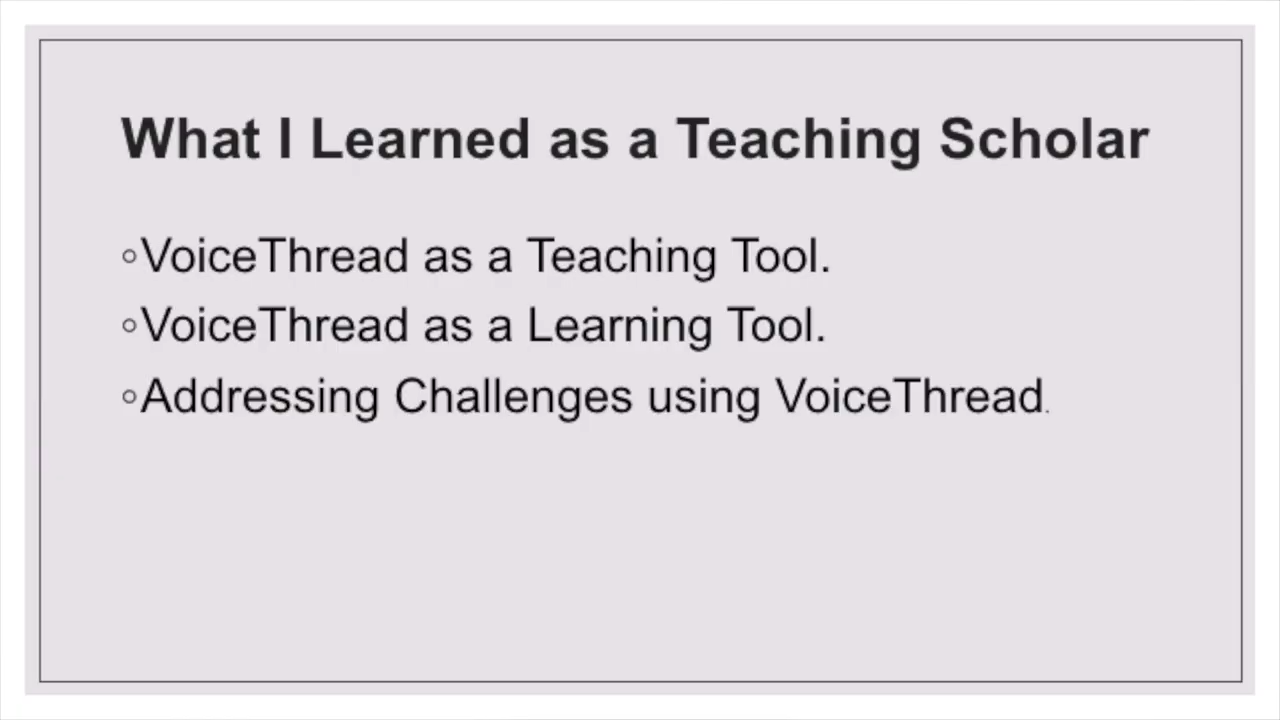 What I Learned as a Teaching Scholar
◦VoiceThread as a Teaching Tool.
◦VoiceThread as a Learning Tool.
◦Addressing Challenges using VoiceThread.